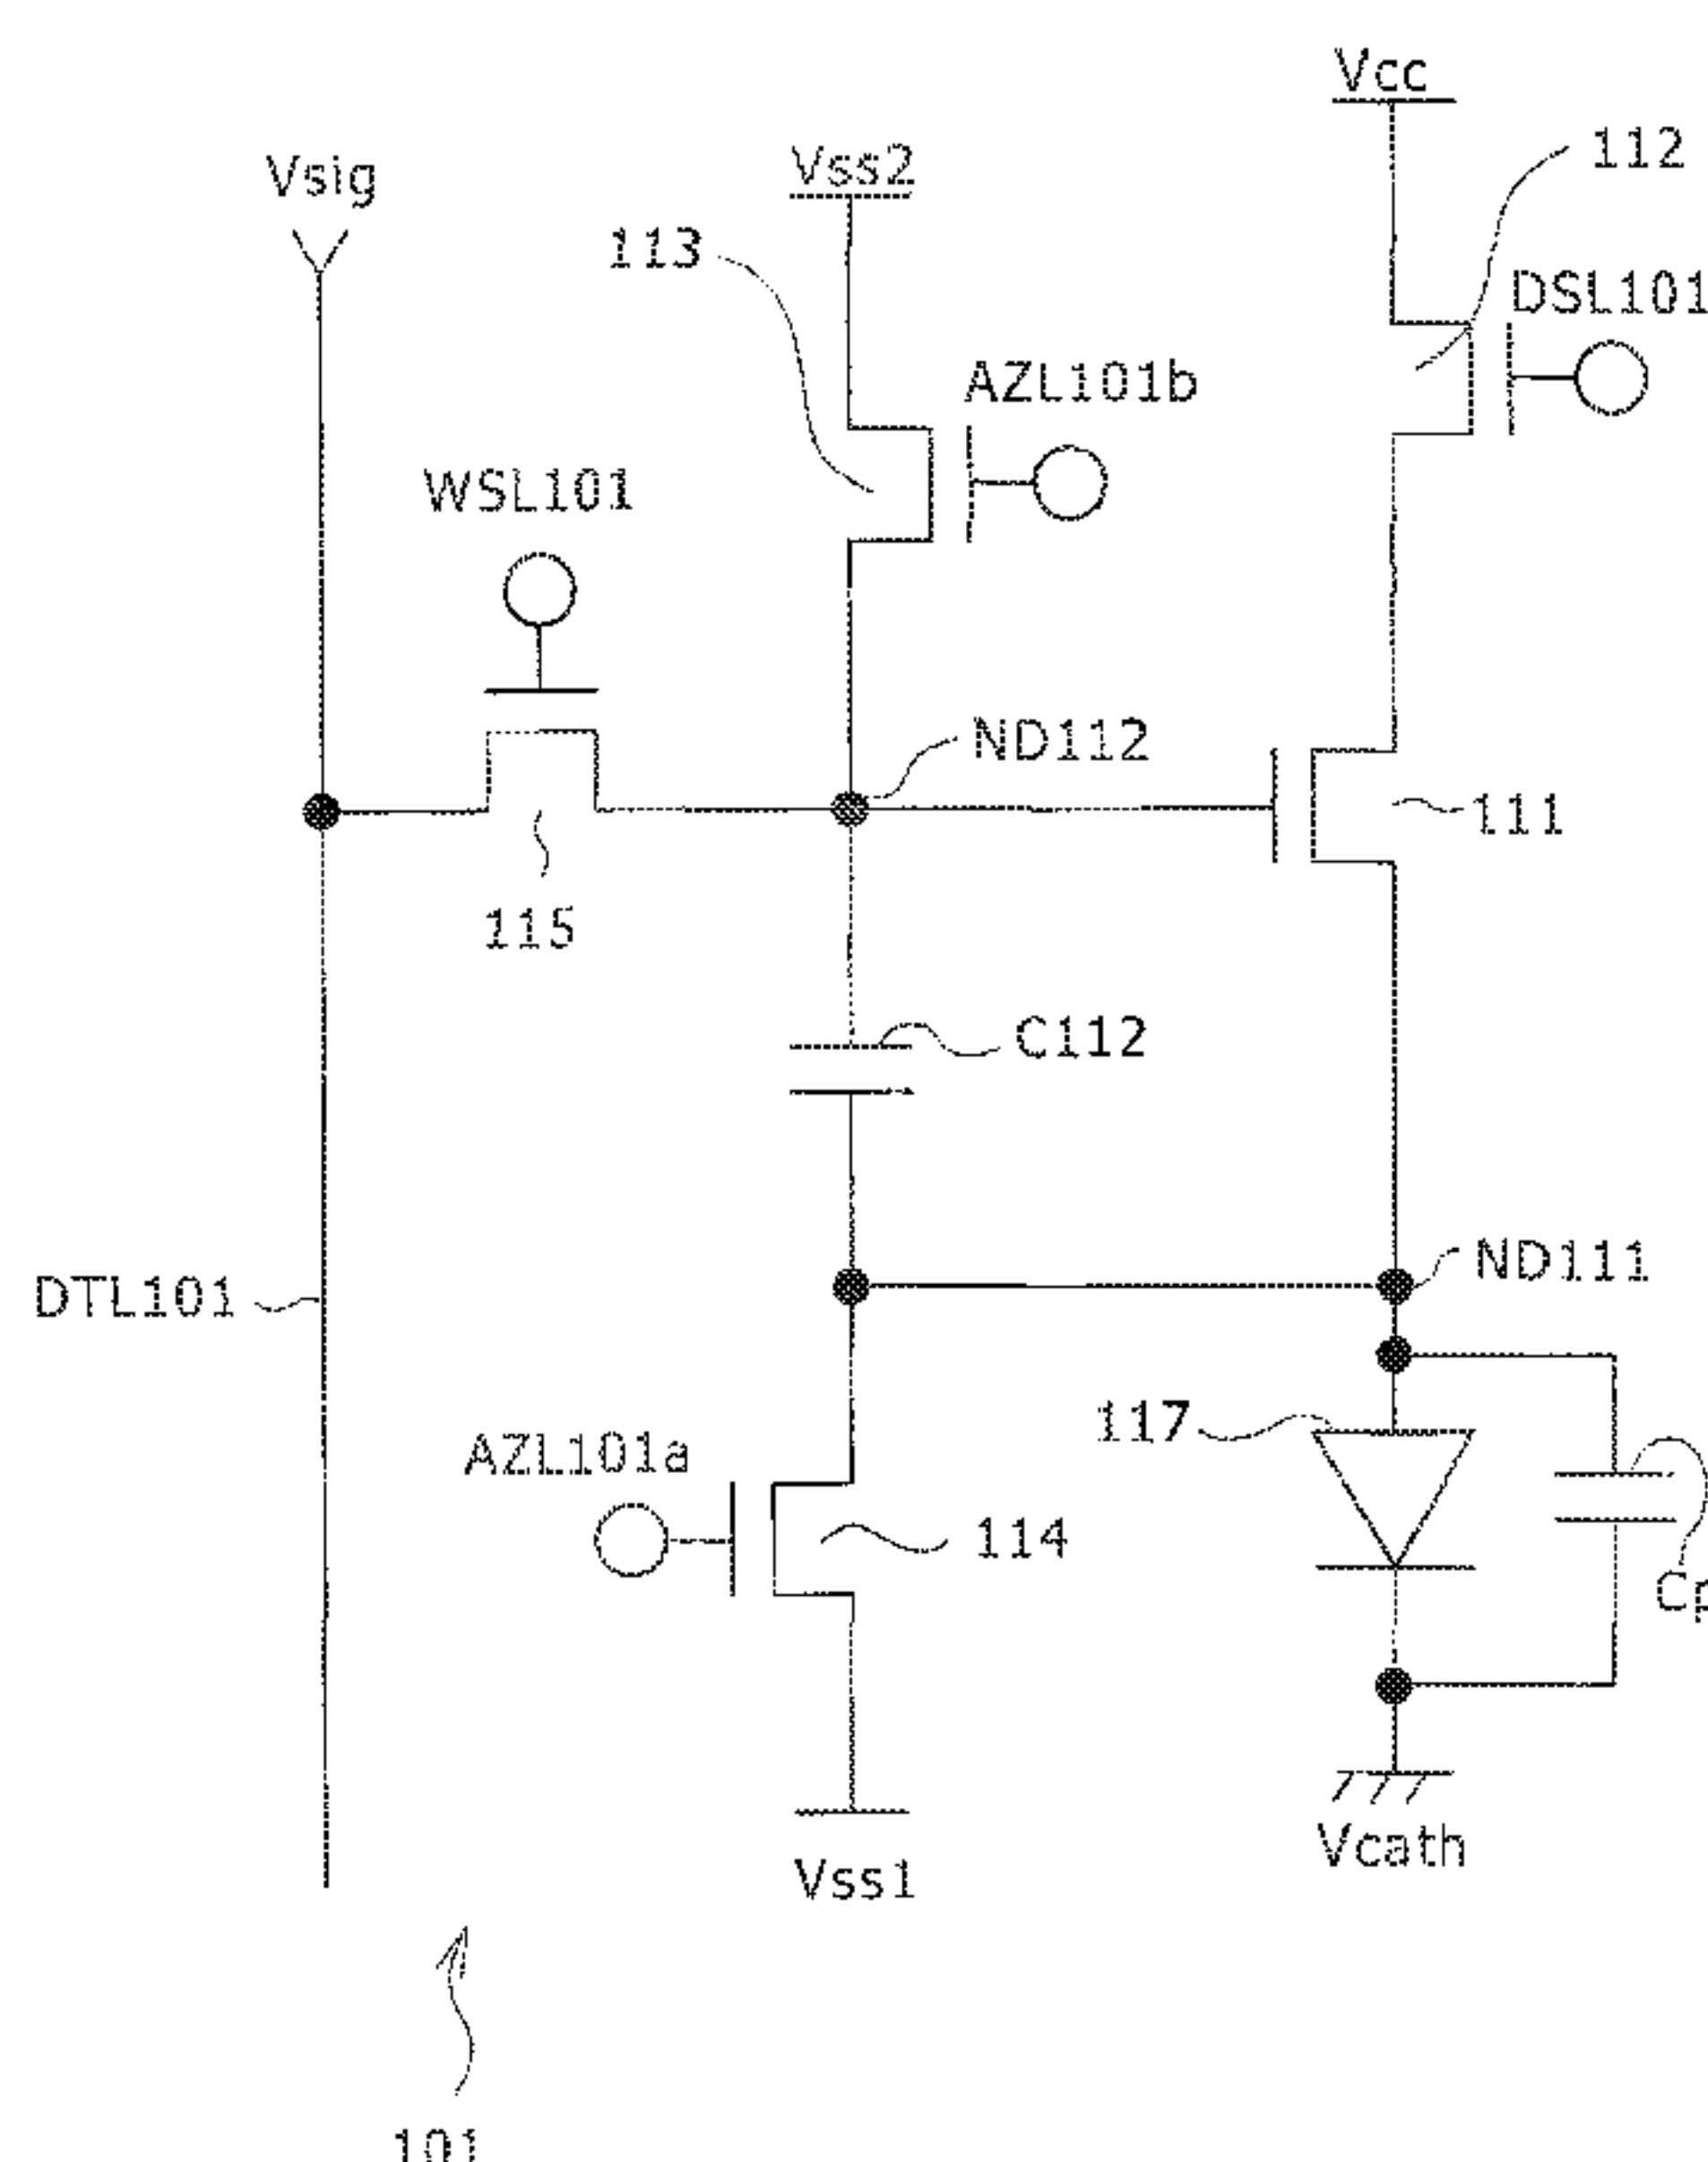 Vcc
Vsig
Vss2
112
113
DSL101
AZL101b
WSL101
ND112
111
115
C112
ND111
DTL101
117
AZL101a
114
Cp
Vcath
Vss1
101